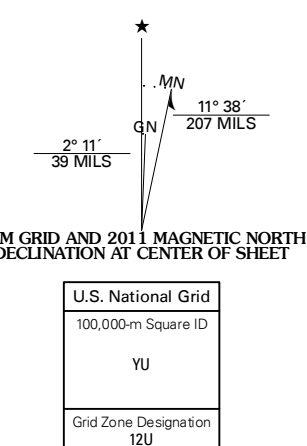 MN
11° 38´
207 MILS
GN
2° 11´
39 MILS
M GRID AND 2011 MAGNETIC NORTH
DECLINATION AT CENTER OF SHEET
U.S. National Grid
100,000-m Square ID
YU
Grid Zone Designation
12U